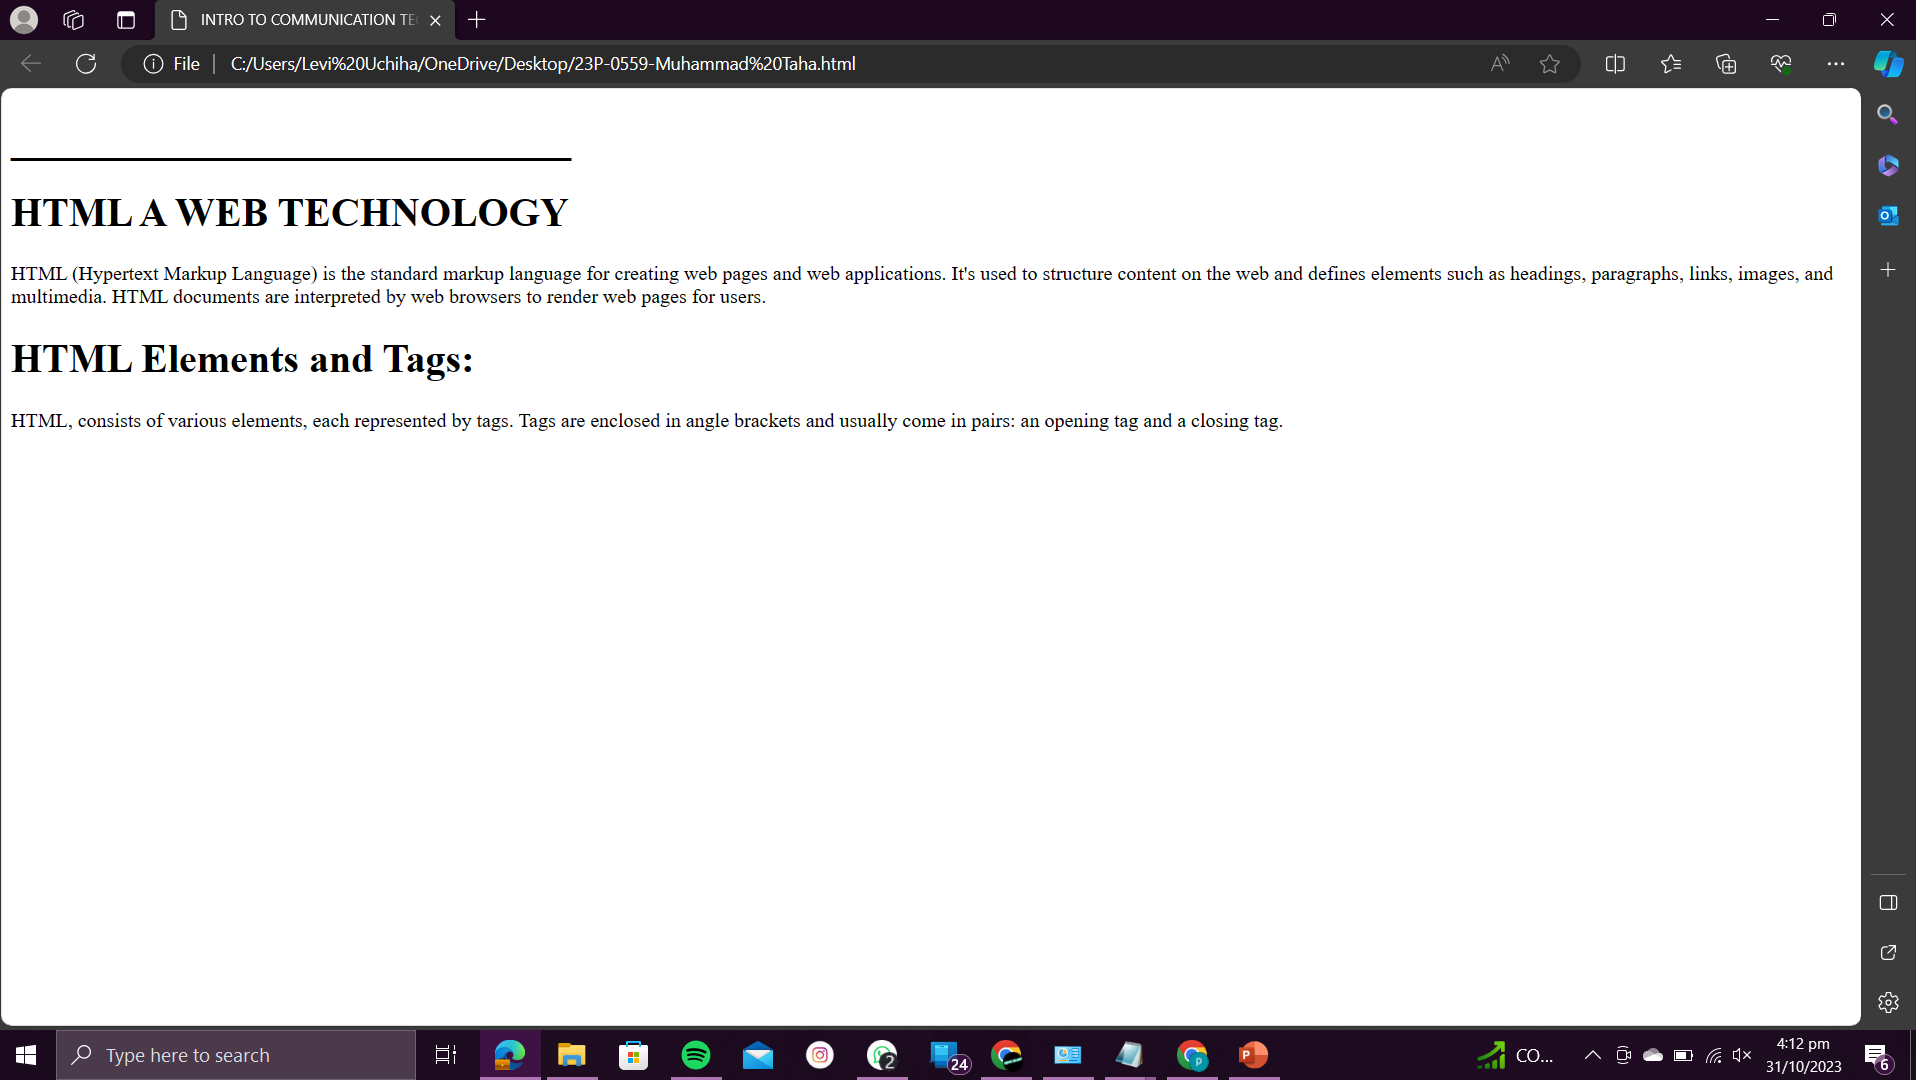 INTRO TO COMMUNICATION TE
File
C:/Users/Levi%20Uchiha/OneDrive/Desktop/23P-0559-Muhammad%20Taha.html
HTML A WEB TECHNOLOGY
HTML (Hypertext Markup Language) is the standard markup language for creating web pages and web applications. It's used to structure content on the web and defines elements such as headings, paragraphs, links, images, and
multimedia. HTML documents are interpreted by web browsers to render web pages for users.
HTML Elements and Tags:
HTML, consists of various elements, each represented by tags. Tags are enclosed in angle brackets and usually come in pairs: an opening tag and a closing tag.
Type here to search
2
24
p
P
CO...
4:12 pm
31/10/2023
6